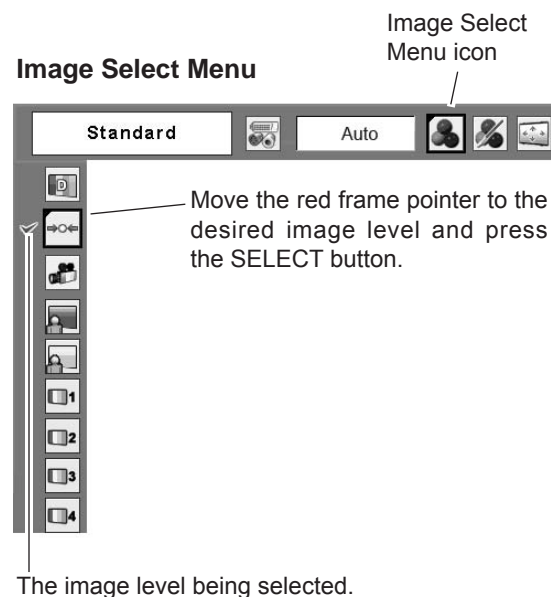 Image Select
Menu icon
Image Select Menu
Standard
Auto
D
Move the red frame pointer to the
desired image level and press
the SELECT button.
1
2
3
4
The image level being selected.